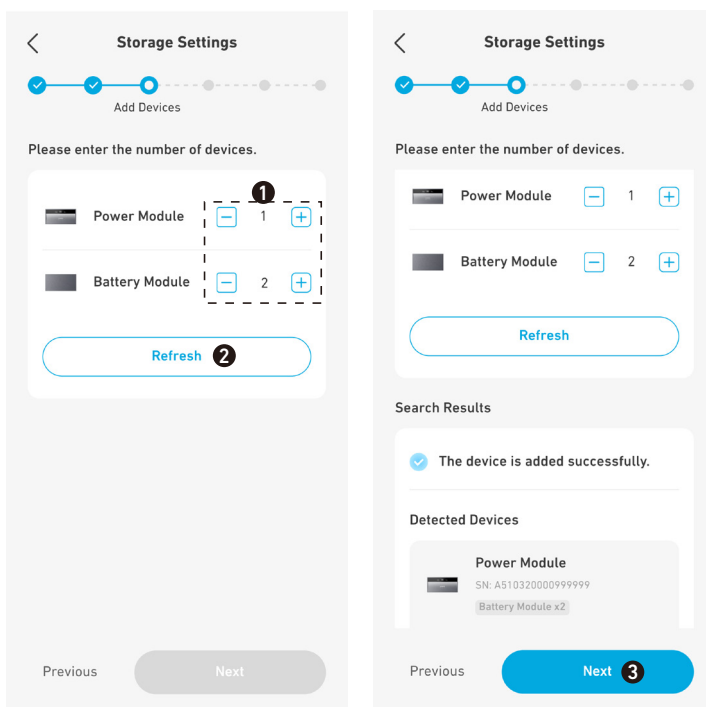 Storage Settings
Add Devices
Please enter the number of devices.
1
Power Module
1
Battery Module
2
Refresh 2
Previous
Next
Storage Settings
Add Devices
Please enter the number of devices.
Power Module
1
Battery Module
2
Refresh
Search Results
The device is added successfully.
Detected Devices
Power Module
SN: A510320000999999
Battery Module x2
Previous
Next 3